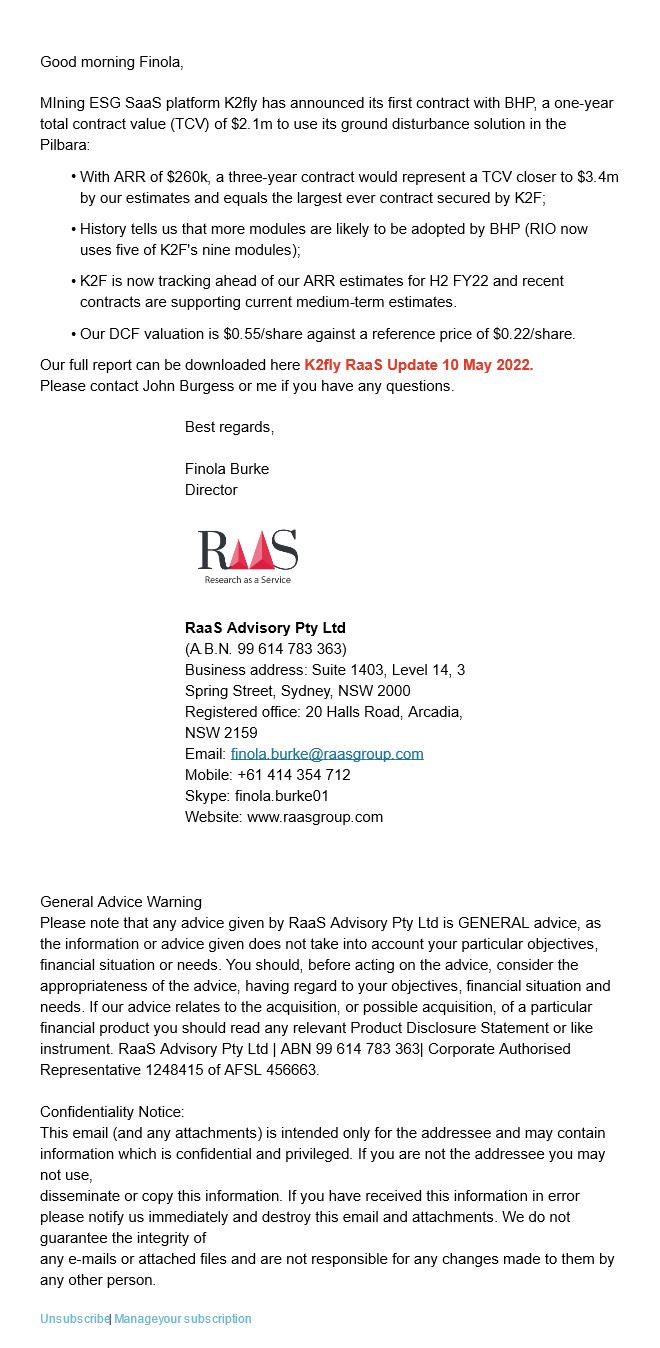 Good morning Finola,
MIning ESG SaaS platform K2fly has announced its first contract with BHP, a one-year
total contract value (TCV) of $2.1m to use its ground disturbance solution in the
Pilbara:
• With ARR of $260k, a three-year contract would represent a TCV closer to $3.4m
by our estimates and equals the largest ever contract secured by K2F;
• History tells us that more modules are likely to be adopted by BHP (RIO now
uses five of K2F's nine modules);
• K2F is now tracking ahead of our ARR estimates for H2 FY22 and recent
contracts are supporting current medium-term estimates.
• Our DCF valuation is $0.55/share against a reference price of $0.22/share.
Our full report can be downloaded here K2fly RaaS Update 10 May 2022.
Please contact John Burgess or me if you have any questions.
Best regards,
Finola Burke
Director
RAAS
Research as a Service
RaaS Advisory Pty Ltd
(A.B.N. 99 614 783 363)
Business address: Suite 1403, Level 14, 3
Spring Street, Sydney, NSW 2000
Registered office: 20 Halls Road, Arcadia,
NSW 2159
Email: finola.burke@raasgroup.com
Mobile: +61 414 354 712
Skype: finola.burke01
Website: www.raasgroup.com
General Advice Warning
Please note that any advice given by RaaS Advisory Pty Ltd is GENERAL advice, as
the information or advice given does not take into account your particular objectives,
financial situation or needs. You should, before acting on the advice, consider the
appropriateness of the advice, having regard to your objectives, financial situation and
needs. If our advice relates to the acquisition, or possible acquisition, of a particular
financial product you should read any relevant Product Disclosure Statement or like
instrument. RaaS Advisory Pty Ltd | ABN 99 614 783 363| Corporate Authorised
Representative 1248415 of AFSL 456663.
Confidentiality Notice:
This email (and any attachments) is intended only for the addressee and may contain
information which is confidential and privileged. If you are not the addressee you may
not use,
disseminate or copy this information. If you have received this information in error
please notify us immediately and destroy this email and attachments. We do not
guarantee the integrity of
any e-mails or attached files and are not responsible for any changes made to them by
any other person.
Unsubscribe| Manageyour subscription